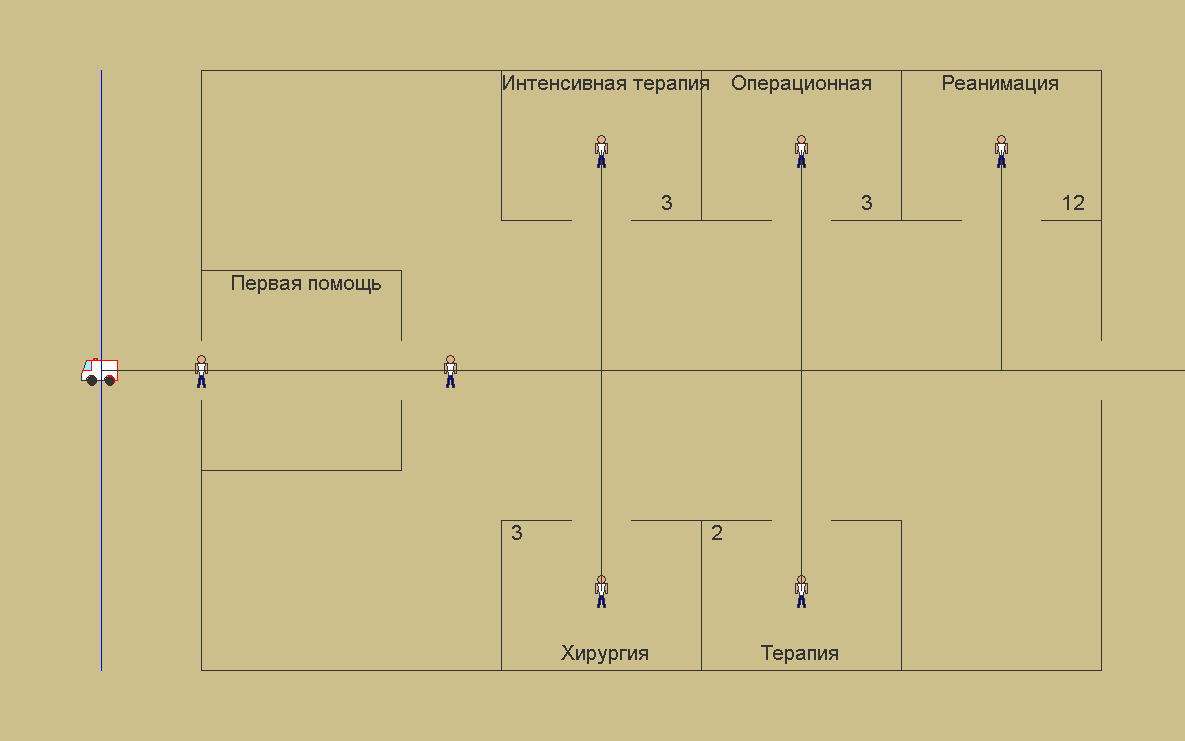 Интенсивная терапия
Операционная
Реанимация
3
3
12
Первая помощь
3
2
Хирургия
Терапия